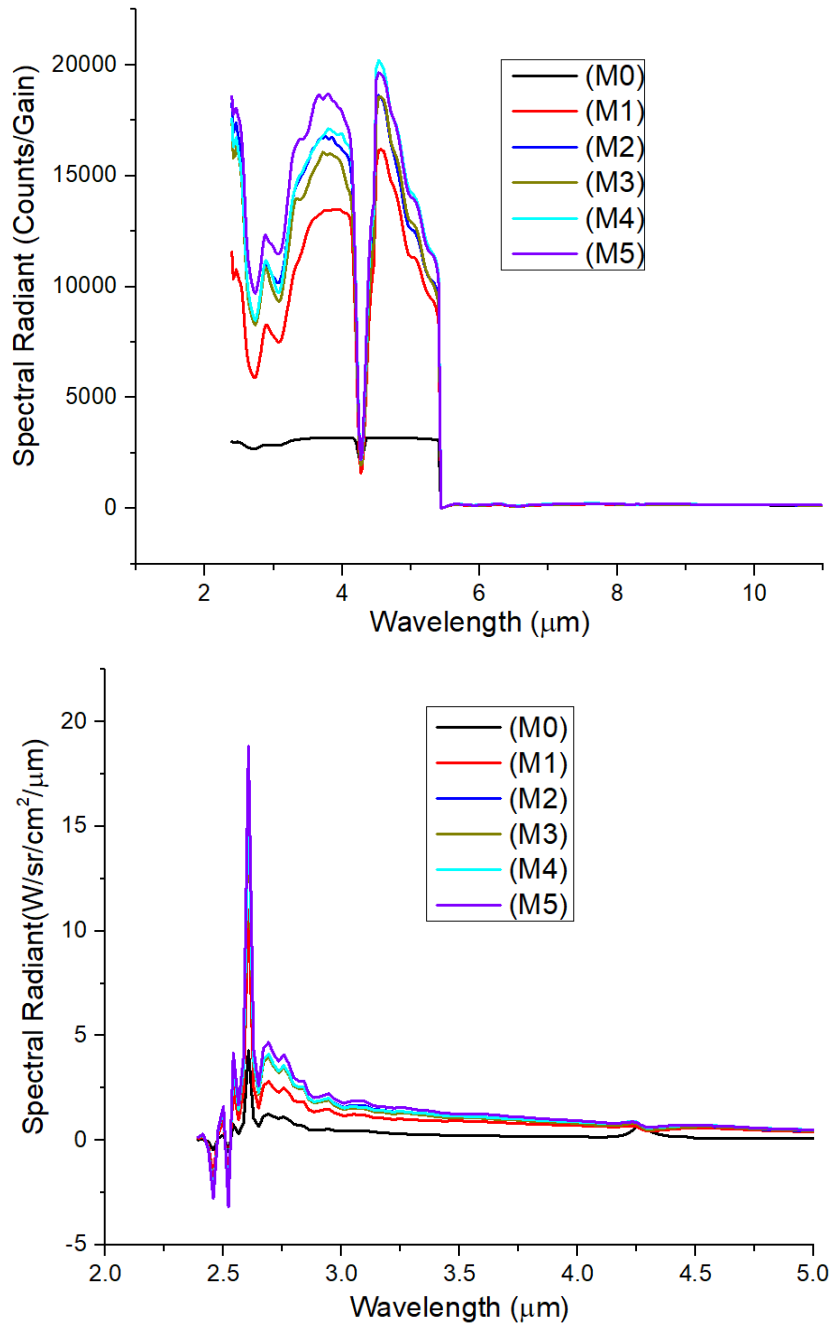 Spectral Radiant (Counts/Gain)
20000
15000
10000
5000
0
(M0)
(M1)
(M2)
(M3)
(M4)
(M5)
2 4 6 8 10
Wavelength (μm)
Spectral Radiant(W/sr/cm²/μm)
20
15
10
5
0
-5
(M0)
(M1)
(M2)
(M3)
(M4)
(M5)
2.0 2.5 3.0 3.5 4.0 4.5 5.0
Wavelength (μm)